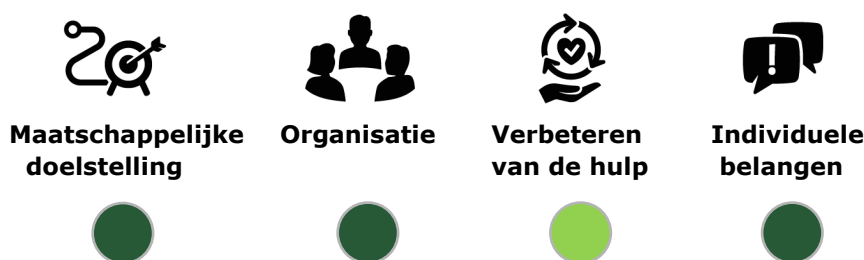 Maatschappelijke
doelstelling
Organisatie
Verbeteren
van de hulp
Individuele
belangen